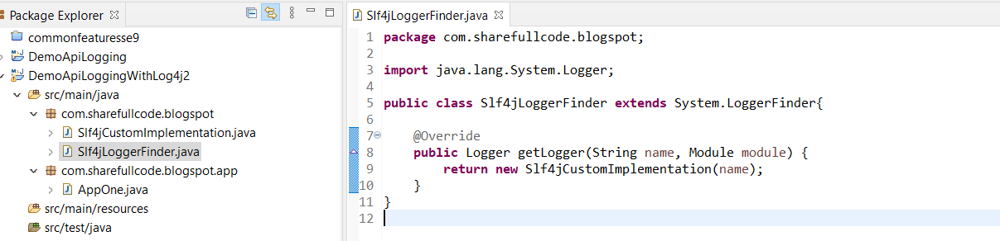 Package Explorer
commonfeaturesse9
DemoApiLogging
DemoApiLoggingWithLog4j2
src/main/java
com.sharefullcode.blogspot
Slf4jCustomImplementation.java
Slf4jLoggerFinder.java
com.sharefullcode.blogspot.app
AppOne.java
src/main/resources
src/test/java
Slf4jLoggerFinder.java
1 package com.sharefullcode.blogspot;
2
3 import java.lang.System.Logger;
4
5 public class Slf4jLoggerFinder extends System.LoggerFinder{
6
7     @Override
8     public Logger getLogger(String name, Module module) {
9         return new Slf4jCustomImplementation(name);
10     }
11 }
12